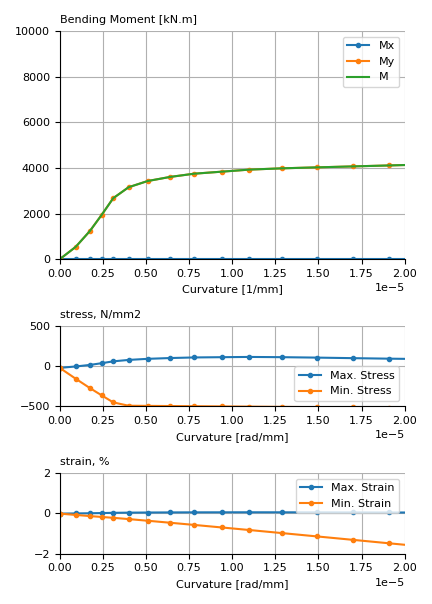 Bending Moment [kN.m]
10000
8000
6000
4000
2000
0
Mx
My
M
0.00 0.25 0.50 0.75 1.00 1.25 1.50 1.75 2.00
1e−5
Curvature [1/mm]
stress, N/mm2
500
0
−500
Max. Stress
Min. Stress
0.00 0.25 0.50 0.75 1.00 1.25 1.50 1.75 2.00
1e−5
Curvature [rad/mm]
strain, %
2
0
−2
Max. Strain
Min. Strain
0.00 0.25 0.50 0.75 1.00 1.25 1.50 1.75 2.00
1e−5
Curvature [rad/mm]